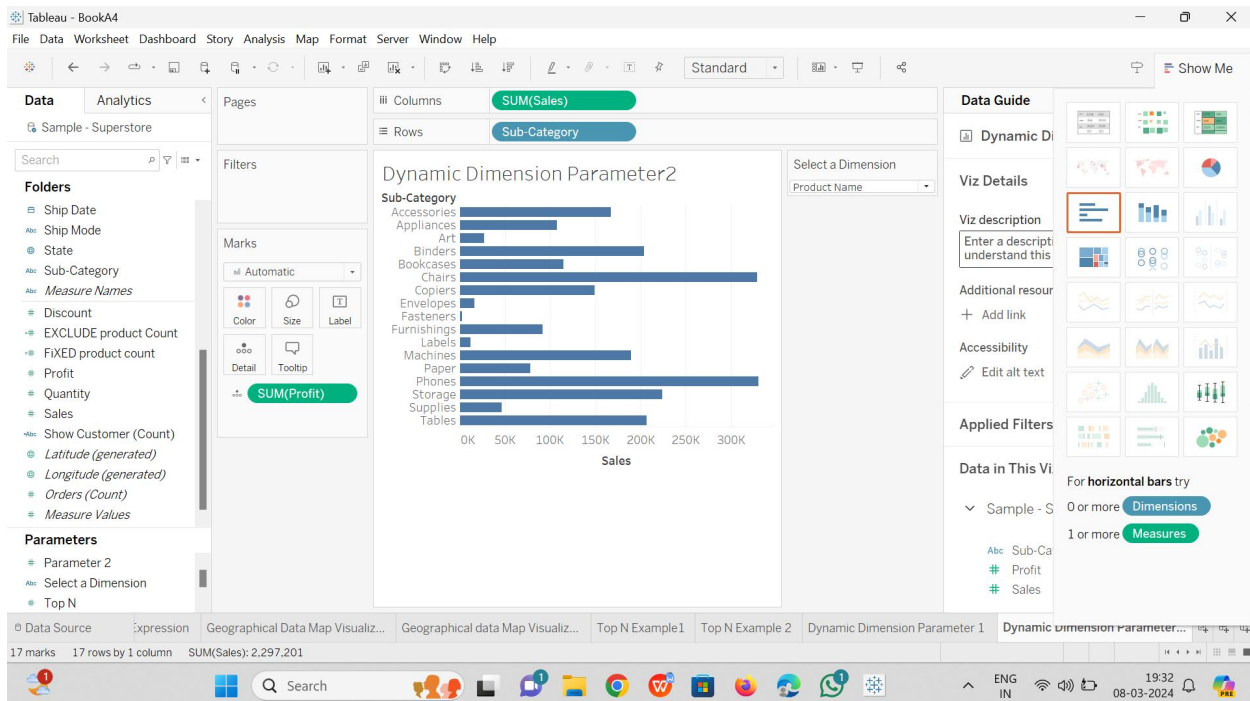 Tableau - BookA4
File Data Worksheet Dashboard Story Analysis Map Format Server Window Help
Standard
Show Me
Data Analytics
Sample - Superstore
Search
Folders
Ship Date
Abc Ship Mode
State
Abc Sub-Category
Abc Measure Names
# Discount
=# EXCLUDE product Count
=# FiXED product count
# Profit
# Quantity
# Sales
=Abc Show Customer (Count)
Latitude (generated)
Longitude (generated)
# Orders (Count)
# Measure Values
Parameters
# Parameter 2
Abc Select a Dimension
# Top N
Pages
Filters
Marks
Automatic
Color Size Label
Detail Tooltip
SUM(Profit)
Columns SUM(Sales)
Rows Sub-Category
Dynamic Dimension Parameter2
Sub-Category
Accessories
Appliances
Art
Binders
Bookcases
Chairs
Copiers
Envelopes
Fasteners
Furnishings
Labels
Machines
Paper
Phones
Storage
Supplies
Tables
0K 50K 100K 150K 200K 250K 300K
Sales
Select a Dimension
Product Name
Data Guide
Dynamic Di
Viz Details
Viz description
Enter a descripti
understand this
Additional resour
+ Add link
Accessibility
Edit alt text
Applied Filters
Data in This Vi
Sample - S
Abc Sub-Ca
# Profit
# Sales
For horizontal bars try
0 or more Dimensions
1 or more Measures
Data Source Expression Geographical Data Map Visualiz... Geographical data Map Visualiz... Top N Example1 Top N Example 2 Dynamic Dimension Parameter 1 Dynamic Dimension Parameter...
17 marks 17 rows by 1 column SUM(Sales): 2,297,201
1
Search
1
1
ENG
IN
19:32
08-03-2024
PRE